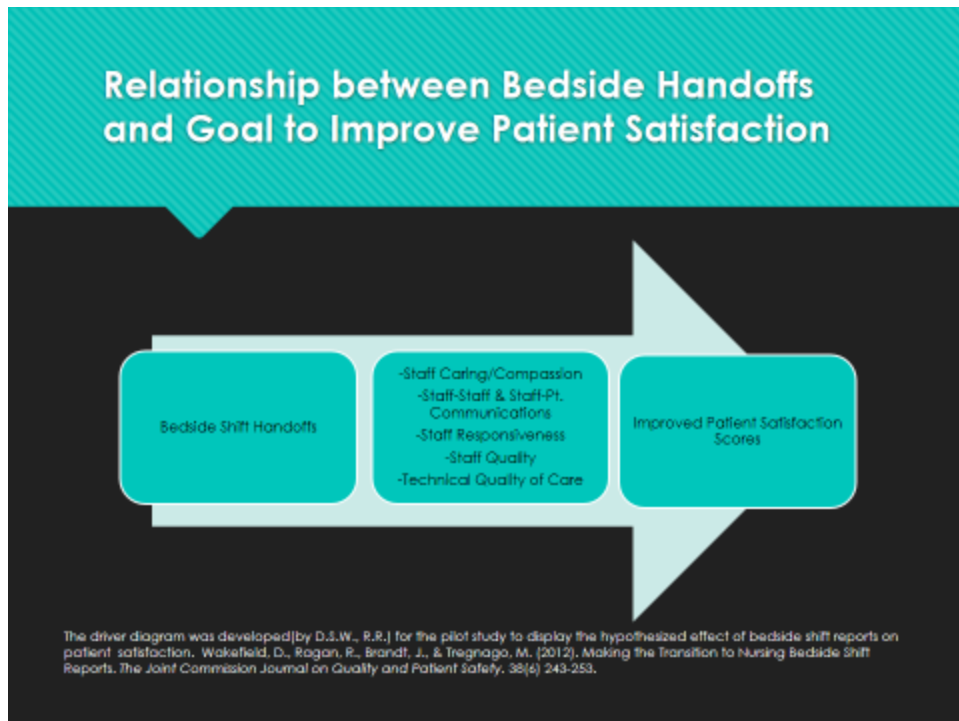 Relationship between Bedside Handoffs
and Goal to Improve Patient Satisfaction
Bedside Shift Handoffs
-Staff Caring/Compassion
-Staff-Staff & Staff-Pt.
Communications
-Staff Responsiveness
-Staff Quality
-Technical Quality of Care
Improved Patient Satisfaction
Scores
The driver diagram was developed(by D.S.W., R.R.) for the pilot study to display the hypothesized effect of bedside shift reports on
patient satisfaction. Wakefield, D., Ragan, R., Brandt, J., & Tregnago, M. (2012). Making the Transition to Nursing Bedside Shift
Reports. The Joint Commission Journal on Quality and Patient Safety. 38(6) 243-253.